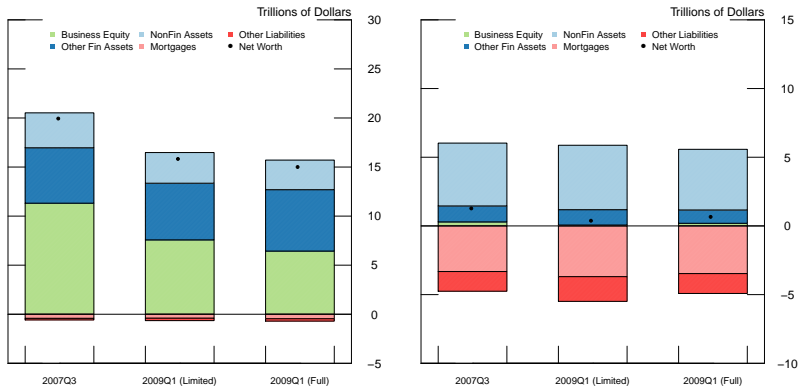 Trillions of Dollars
Business Equity NonFin Assets Other Liabilities
Other Fin Assets Mortgages Net Worth
30
25
20
15
10
5
0
−5
2007Q3 2009Q1 (Limited) 2009Q1 (Full)
Trillions of Dollars
Business Equity NonFin Assets Other Liabilities
Other Fin Assets Mortgages Net Worth
15
10
5
0
−5
−10
2007Q3 2009Q1 (Limited) 2009Q1 (Full)